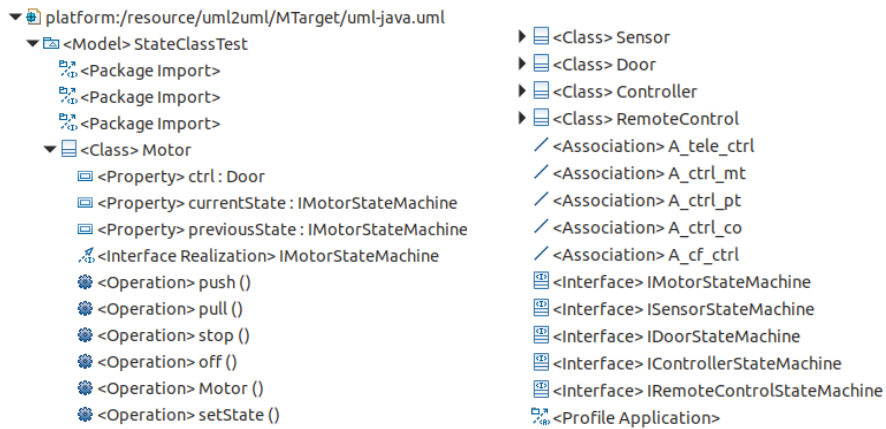 platform:/resource/uml2uml/MTarget/uml-java.uml
<Model> StateClassTest
<Package Import>
<Package Import>
<Package Import>
<Class> Motor
<Property> ctrl : Door
<Property> currentState : IMotorStateMachine
<Property> previousState : IMotorStateMachine
<Interface Realization> IMotorStateMachine
<Operation> push ()
<Operation> pull ()
<Operation> stop ()
<Operation> off ()
<Operation> Motor ()
<Operation> setState ()
<Class> Sensor
<Class> Door
<Class> Controller
<Class> RemoteControl
<Association> A_tele_ctrl
<Association> A_ctrl_mt
<Association> A_ctrl_pt
<Association> A_ctrl_co
<Association> A_cf_ctrl
<Interface> IMotorStateMachine
<Interface> ISensorStateMachine
<Interface> IDoorStateMachine
<Interface> IControllerStateMachine
<Interface> IRemoteControlStateMachine
<Profile Application>